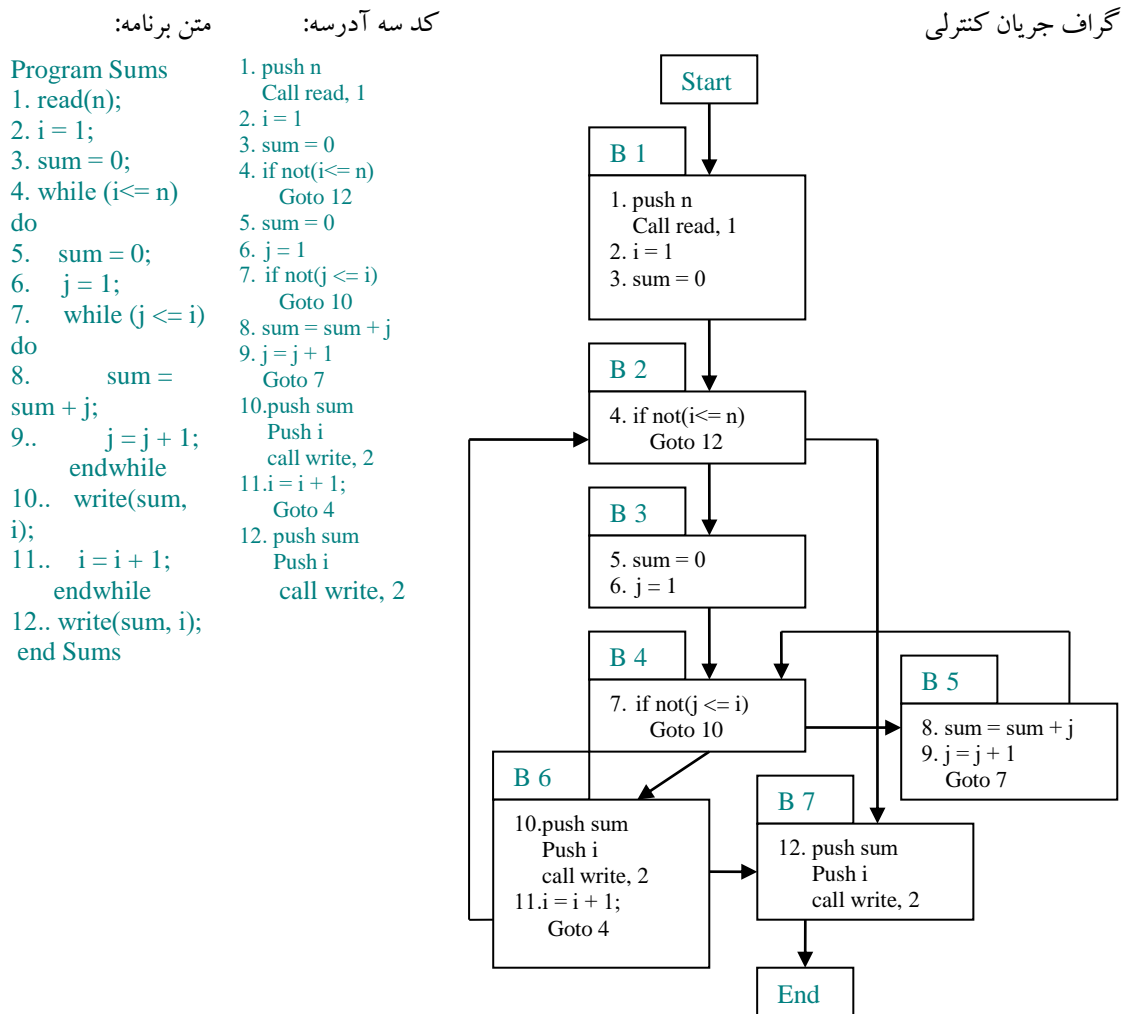 گراف جریان کنترلی
کد سه آدرسه:
متن برنامه:
Program Sums
1. read(n);
2. i = 1;
3. sum = 0;
4. while (i<= n)
do
5. sum = 0;
6. j = 1;
7. while (j <= i)
do
8. sum =
sum + j;
9.. j = j + 1;
endwhile
10.. write(sum,
i);
11.. i = i + 1;
endwhile
12.. write(sum, i);
end Sums
1. push n
Call read, 1
2. i = 1
3. sum = 0
4. if not(i<= n)
Goto 12
5. sum = 0
6. j = 1
7. if not(j <= i)
Goto 10
8. sum = sum + j
9. j = j + 1
Goto 7
10.push sum
Push i
call write, 2
11.i = i + 1;
Goto 4
12. push sum
Push i
call write, 2
Start
B 1
1. push n
Call read, 1
2. i = 1
3. sum = 0
B 2
4. if not(i<= n)
Goto 12
B 3
5. sum = 0
6. j = 1
B 4
7. if not(j <= i)
Goto 10
B 5
8. sum = sum + j
9. j = j + 1
Goto 7
B 6
10.push sum
Push i
call write, 2
11.i = i + 1;
Goto 4
B 7
12. push sum
Push i
call write, 2
End